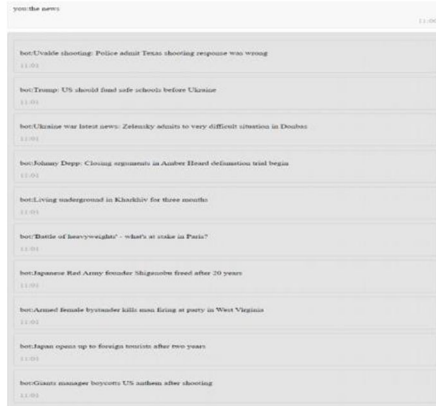 you:the news
11:00
bot:Uvalde shooting: Police admit Texas shooting response was wrong
11:01
bot:Trump: US should fund safe schools before Ukraine
11:01
bot:Ukraine war latest news: Zelensky admits to very difficult situation in Donbas
11:01
bot:Johnny Depp: Closing arguments in Amber Heard defamation trial begin
11:01
bot:Living underground in Kharkhiv for three months
11:01
bot:'Battle of heavyweights' - what's at stake in Paris?
11:01
bot:Japanese Red Army founder Shigenobu freed after 20 years
11:01
bot:Armed female bystander kills man firing at party in West Virginia
11:01
bot:Japan opens up to foreign tourists after two years
11:01
bot:Giants manager boycotts US anthem after shooting
11:01